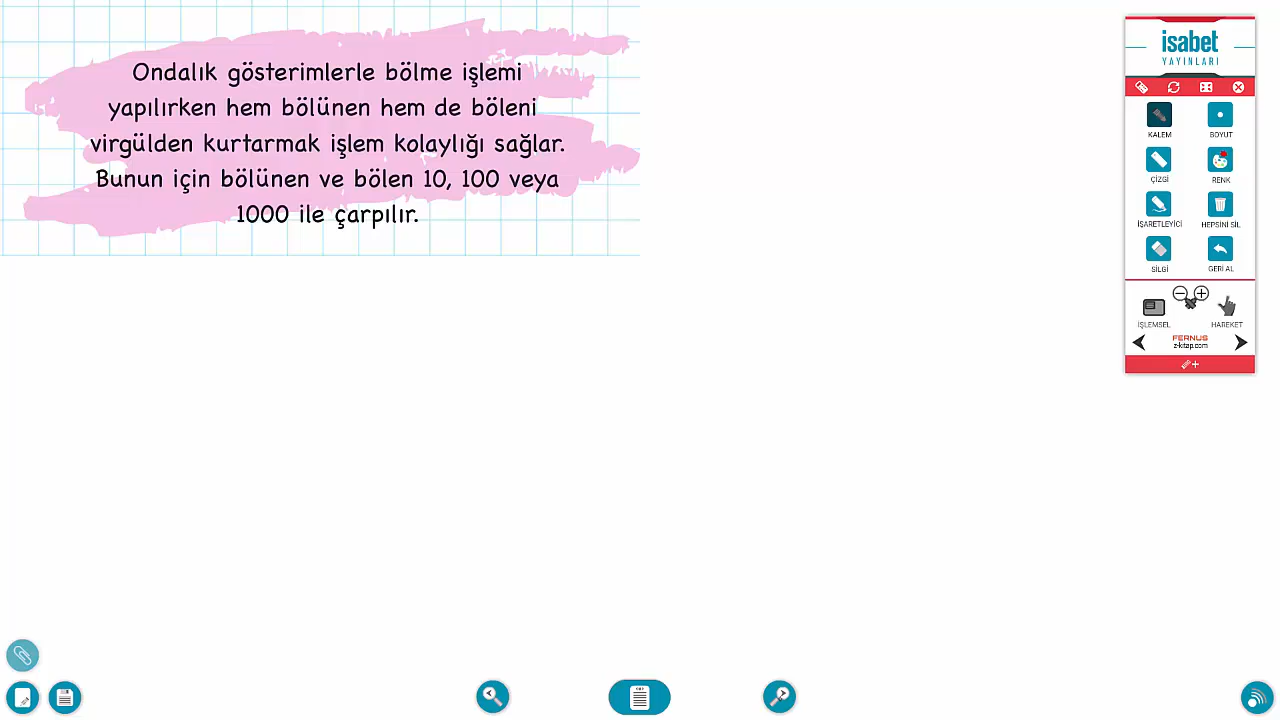 Ondalık gösterimlerle bölme işlemi
yapılırken hem bölünen hem de böleni
virgülden kurtarmak işlem kolaylığı sağlar.
Bunun için bölünen ve bölen 10, 100 veya
1000 ile çarpılır.
isabet
YAYINLARI
KALEM
BOYUT
ÇİZGİ
RENK
İŞARETLEYİCİ
HEPSİNİ SİL
SİLGİ
GERİ AL
İŞLEMSEL
HAREKET
FERNUS
z-kitap.com